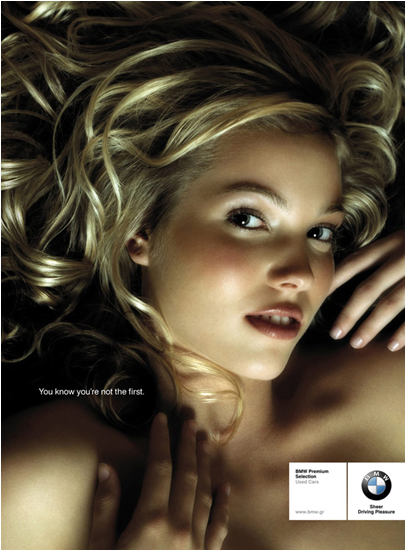 You know you're not the first.
BMW Premium
Selection
Used Cars
www.bmw.gr
BMW
Sheer
Driving Pleasure